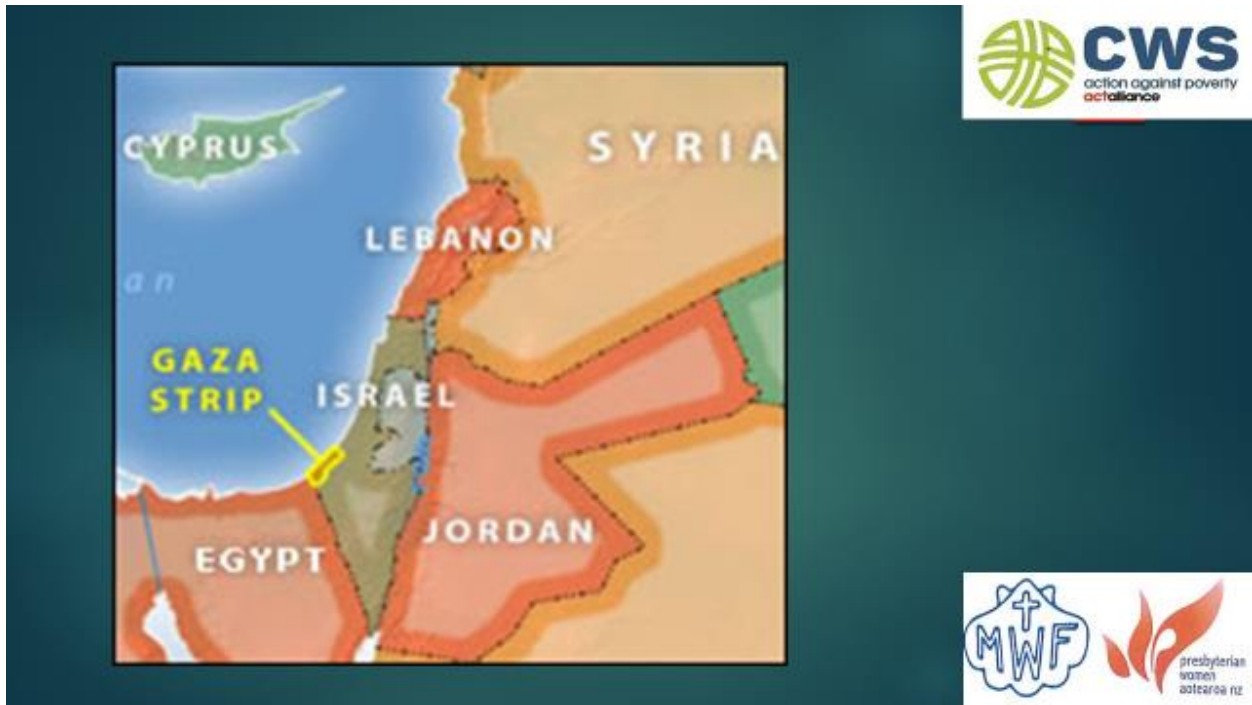 CYPRUS
SYRIA
LEBANON
an
GAZA
STRIP
ISRAEL
JORDAN
EGYPT
CWS
action against poverty
actalliance
MWF
presbyterian
women
aotearoa nz